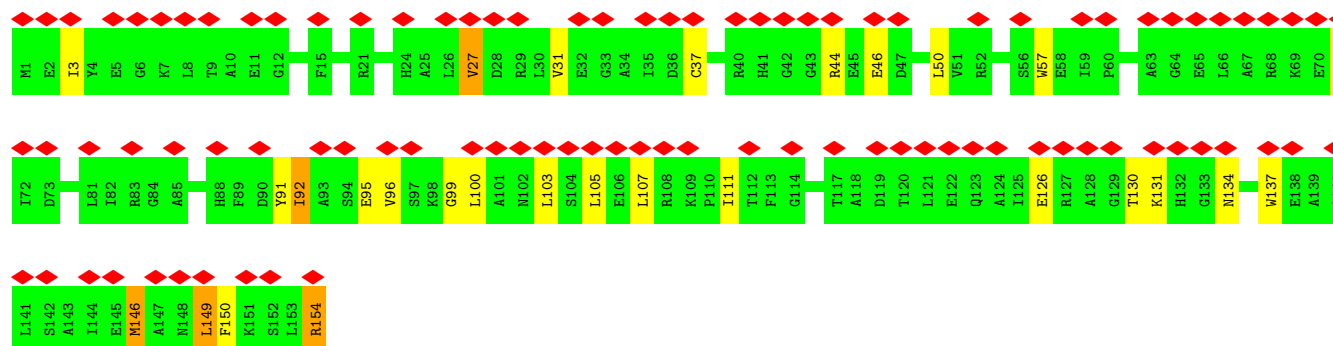 M1 E2 I3 Y4 E5 G6 K7 L8 T9 A10 E11 G12 F15 R21 H24 A25 L26 V27 D28 R29 L30 V31 E32 G33 A34 I35 D36 C37 R40 H41 G42 G43 R44 E45 E46 D47 L50 V51 R52 S56 W57 E58 I59 P60 A63 G64 E65 L66 A67 R68 K69 E70
I72 D73 L81 I82 R83 G84 A85 H88 F89 D90 Y91 I92 A93 S94 E95 V96 S97 K98 G99 L100 A101 N102 L103 S104 L105 E106 L107 R108 K109 P110 I111 T112 F113 G114 T117 A118 D119 T120 L121 E122 Q123 A124 I125 E126 R127 A128 G129 T130 K131 H132 G133 N134 W137 E138 A139
L141 S142 A143 I144 E145 M146 A147 N148 L149 F150 K151 S152 L153 R154